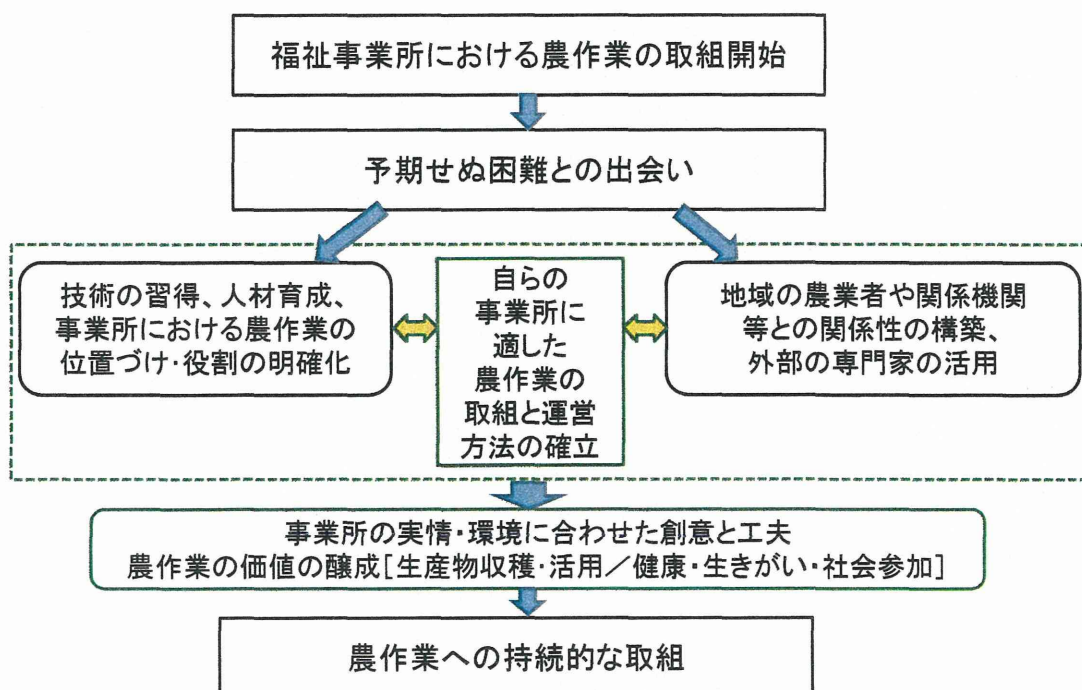 福祉事業所における農作業の取組開始
予期せぬ困難との出会い
技術の習得、人材育成、
事業所における農作業の
位置づけ・役割の明確化
自らの
事業所に
適した
農作業の
取組と運営
方法の確立
地域の農業者や関係機関
等との関係性の構築、
外部の専門家の活用
事業所の実情・環境に合わせた創意と工夫
農作業の価値の醸成[生産物収穫・活用／健康・生きがい・社会参加]
農作業への持続的な取組